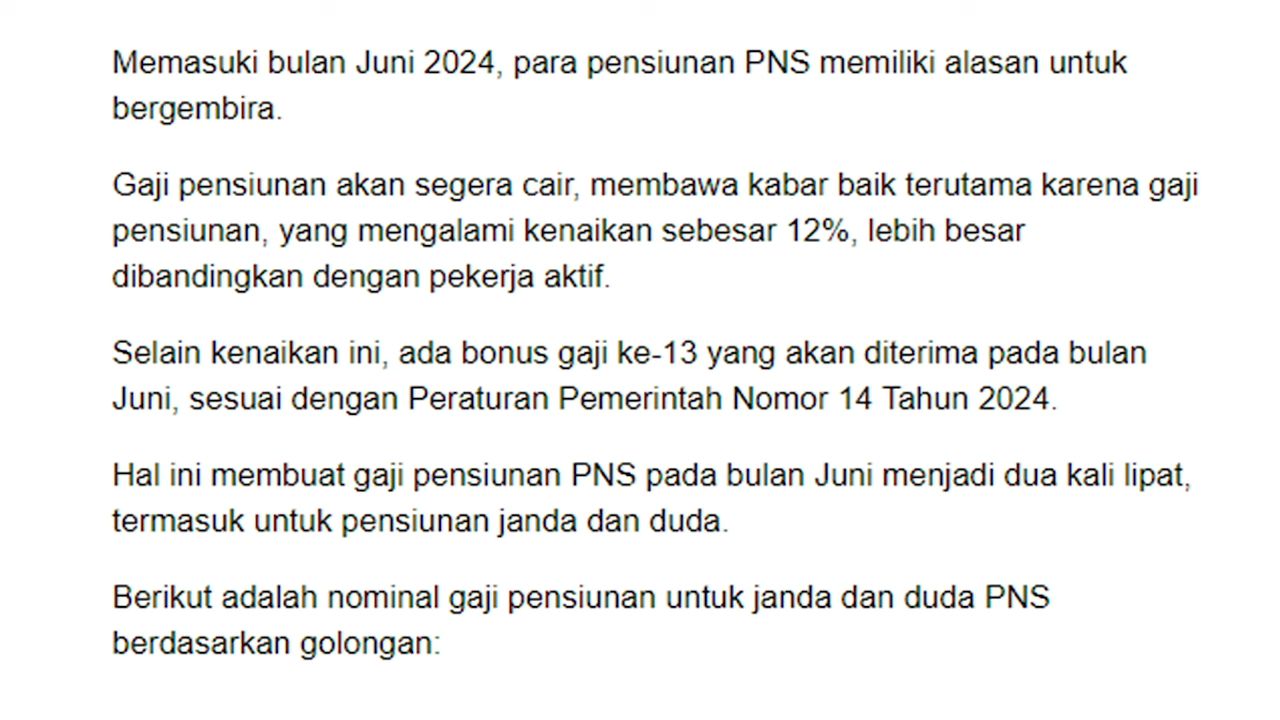 Memasuki bulan Juni 2024, para pensiunan PNS memiliki alasan untuk
bergembira.
Gaji pensiunan akan segera cair, membawa kabar baik terutama karena gaji
pensiunan, yang mengalami kenaikan sebesar 12%, lebih besar
dibandingkan dengan pekerja aktif.
Selain kenaikan ini, ada bonus gaji ke-13 yang akan diterima pada bulan
Juni, sesuai dengan Peraturan Pemerintah Nomor 14 Tahun 2024.
Hal ini membuat gaji pensiunan PNS pada bulan Juni menjadi dua kali lipat,
termasuk untuk pensiunan janda dan duda.
Berikut adalah nominal gaji pensiunan untuk janda dan duda PNS
berdasarkan golongan: